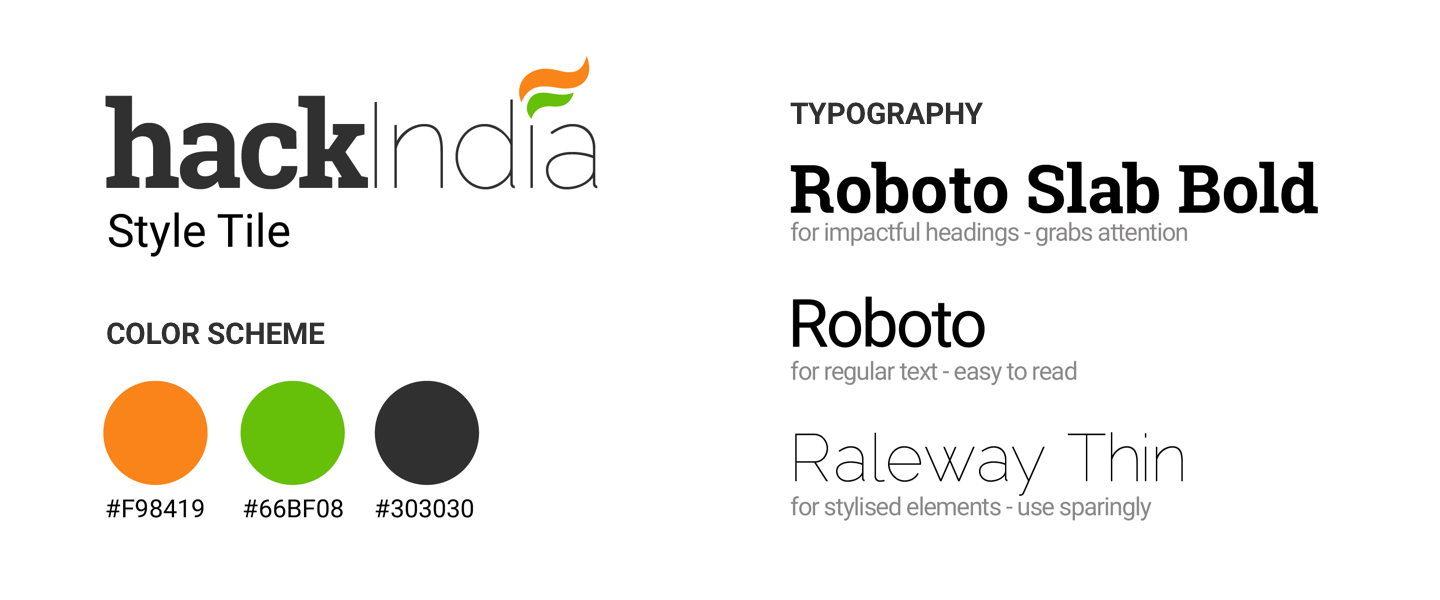 hackIndia
Style Tile
COLOR SCHEME
#F98419 #66BF08 #303030
TYPOGRAPHY
Roboto Slab Bold
for impactful headings - grabs attention
Roboto
for regular text - easy to read
Raleway Thin
for stylised elements - use sparingly